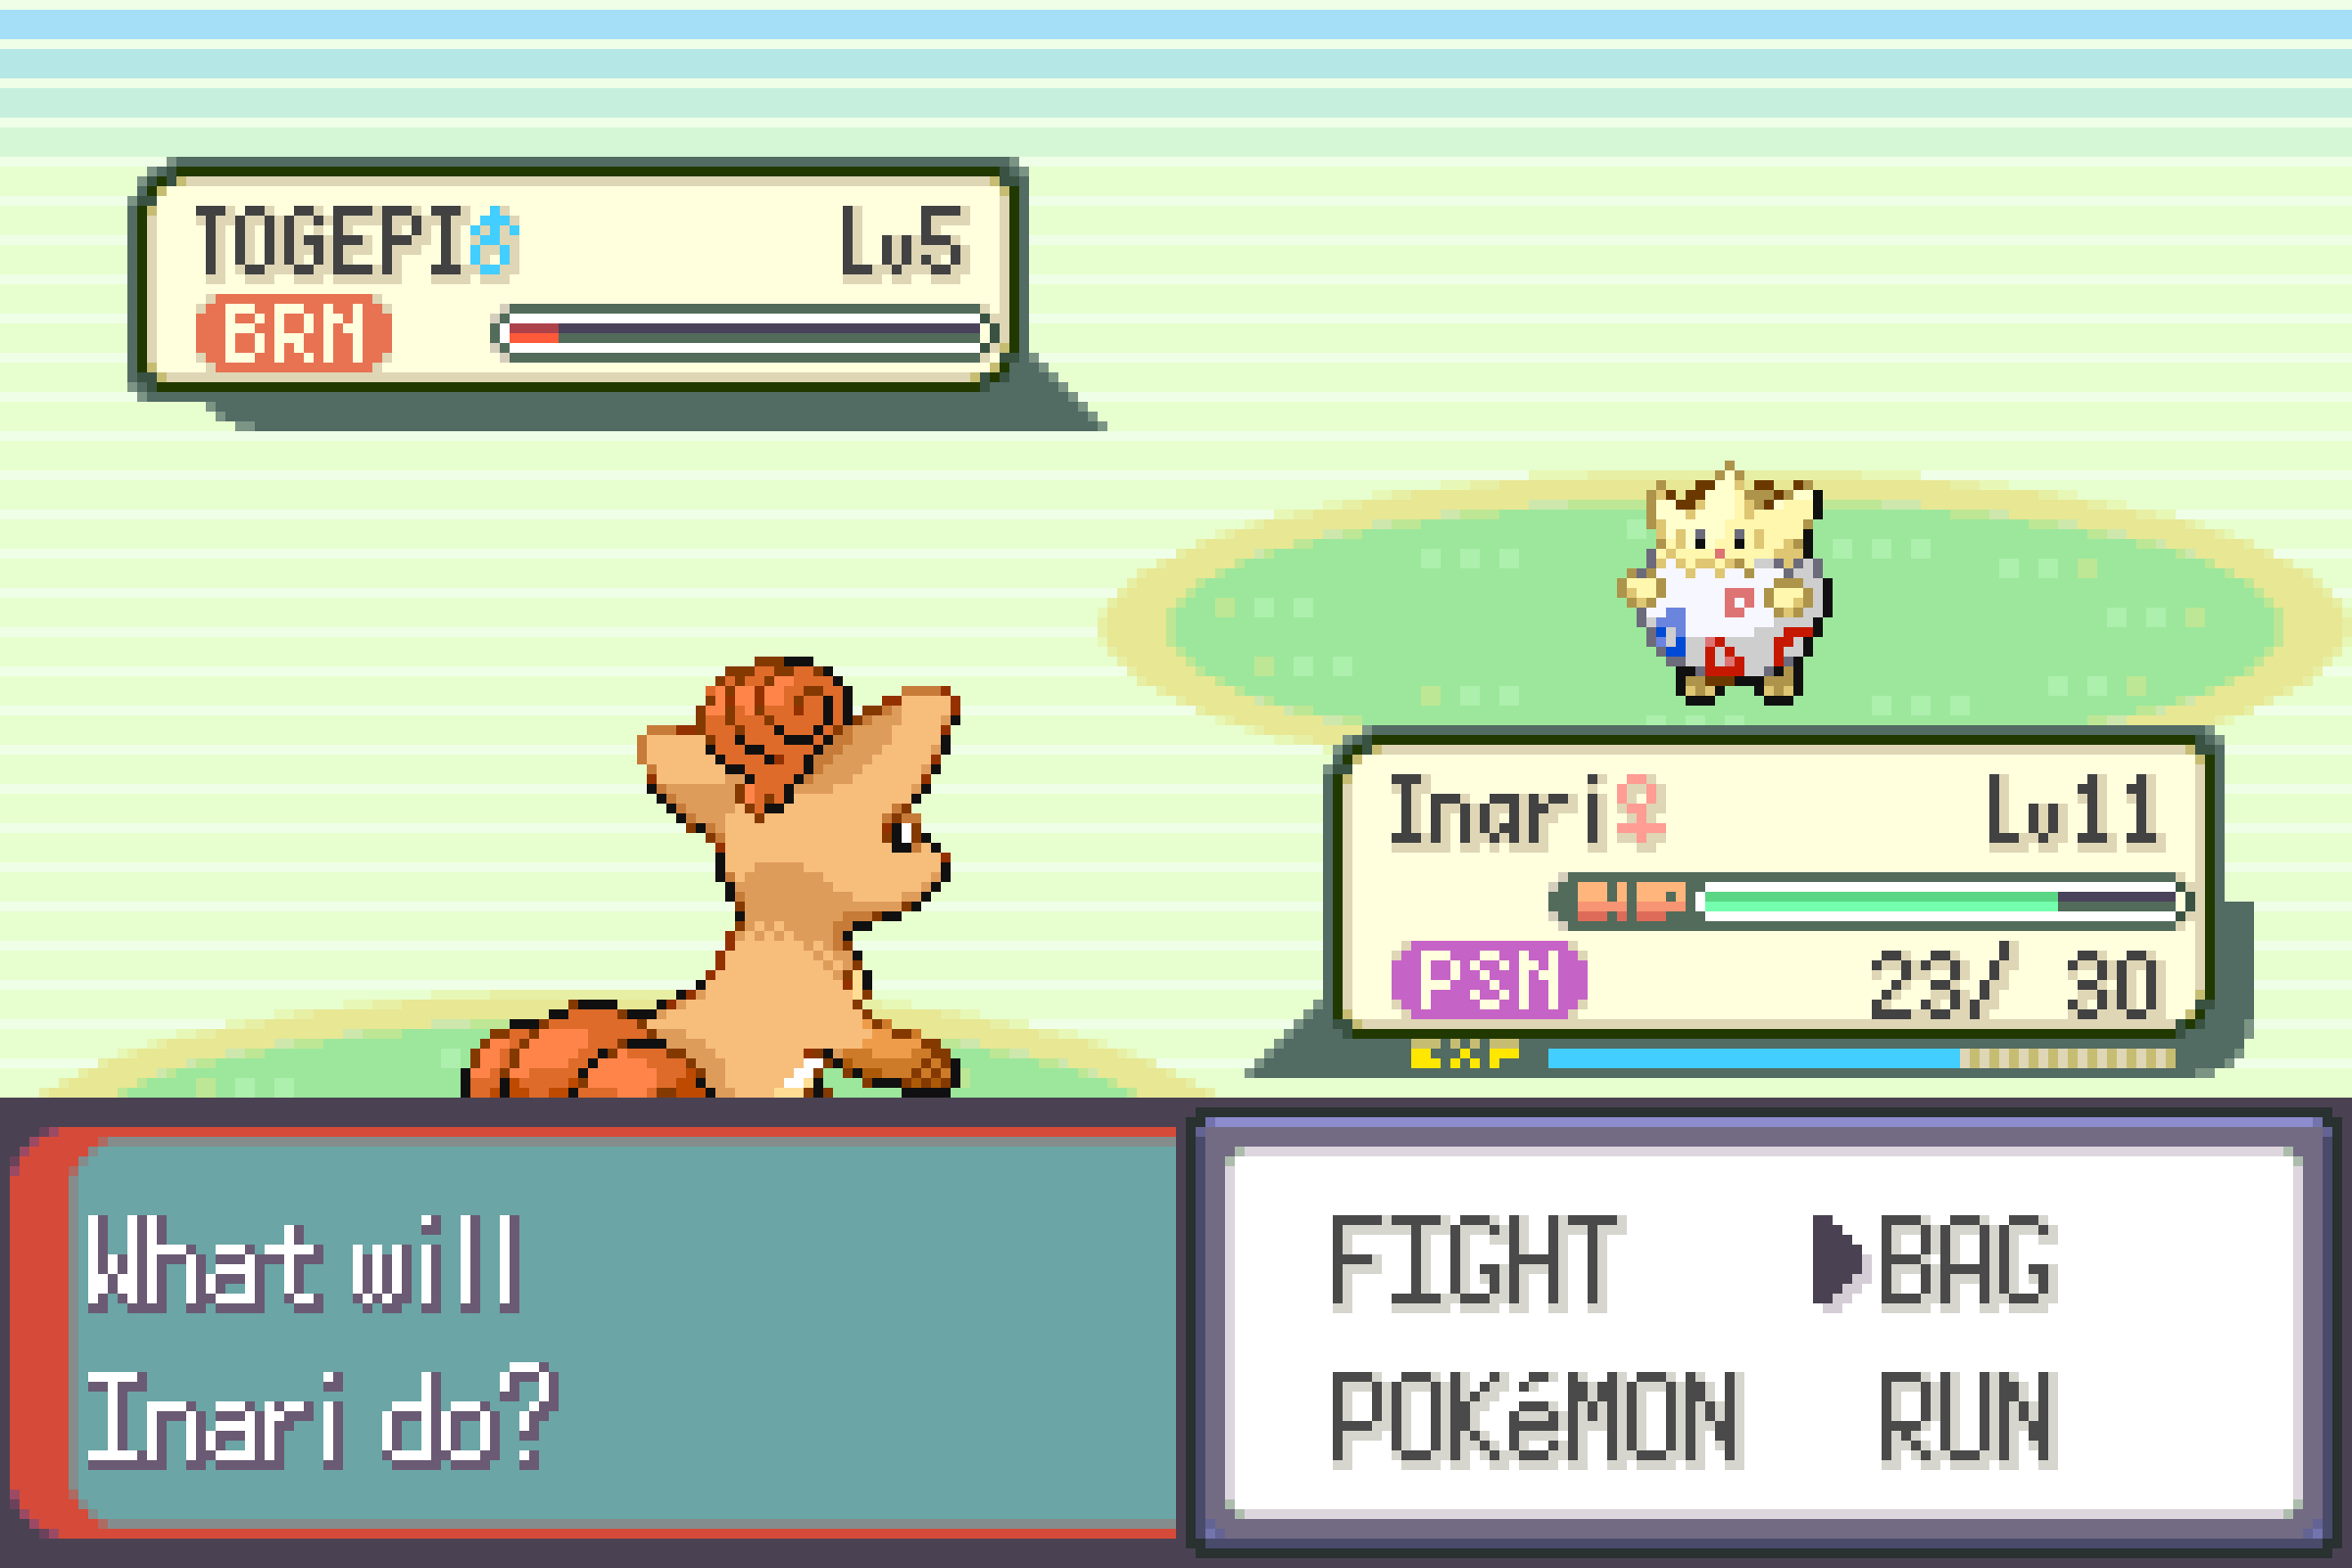 TOGEPI♂ Lv5
BRN
Inari♀ Lv11
HP
PSN 23/ 30
EXP
What will
Inari do?
FIGHT BAG
POKéMON RUN